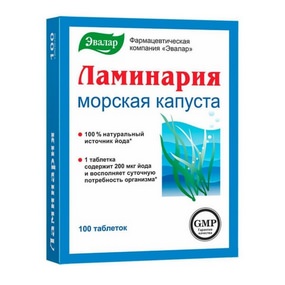 Эвалар
Фармацевтическая
компания «Эвалар»
Ламинария
морская капуста
• 100% натуральный
источник йода*
• 1 таблетка
содержит 200 мкг йода
и восполняет суточную
потребность организма*
100 таблеток
GMP